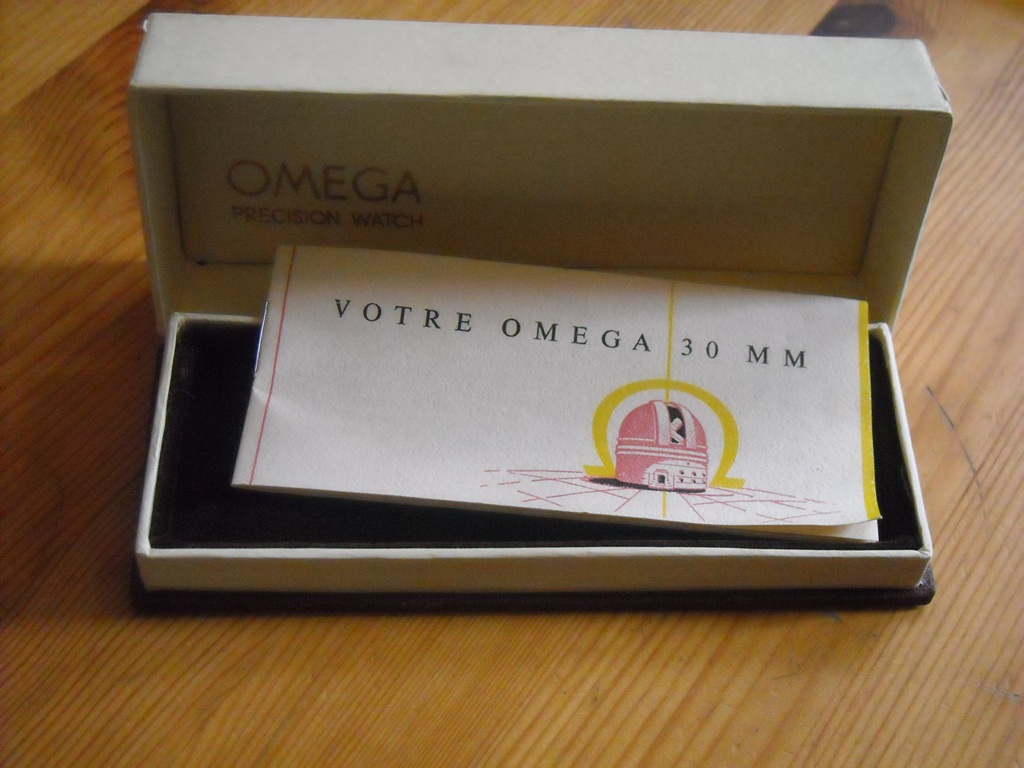 OMEGA
PRECISION WATCH
VOTRE OMEGA 30 MM